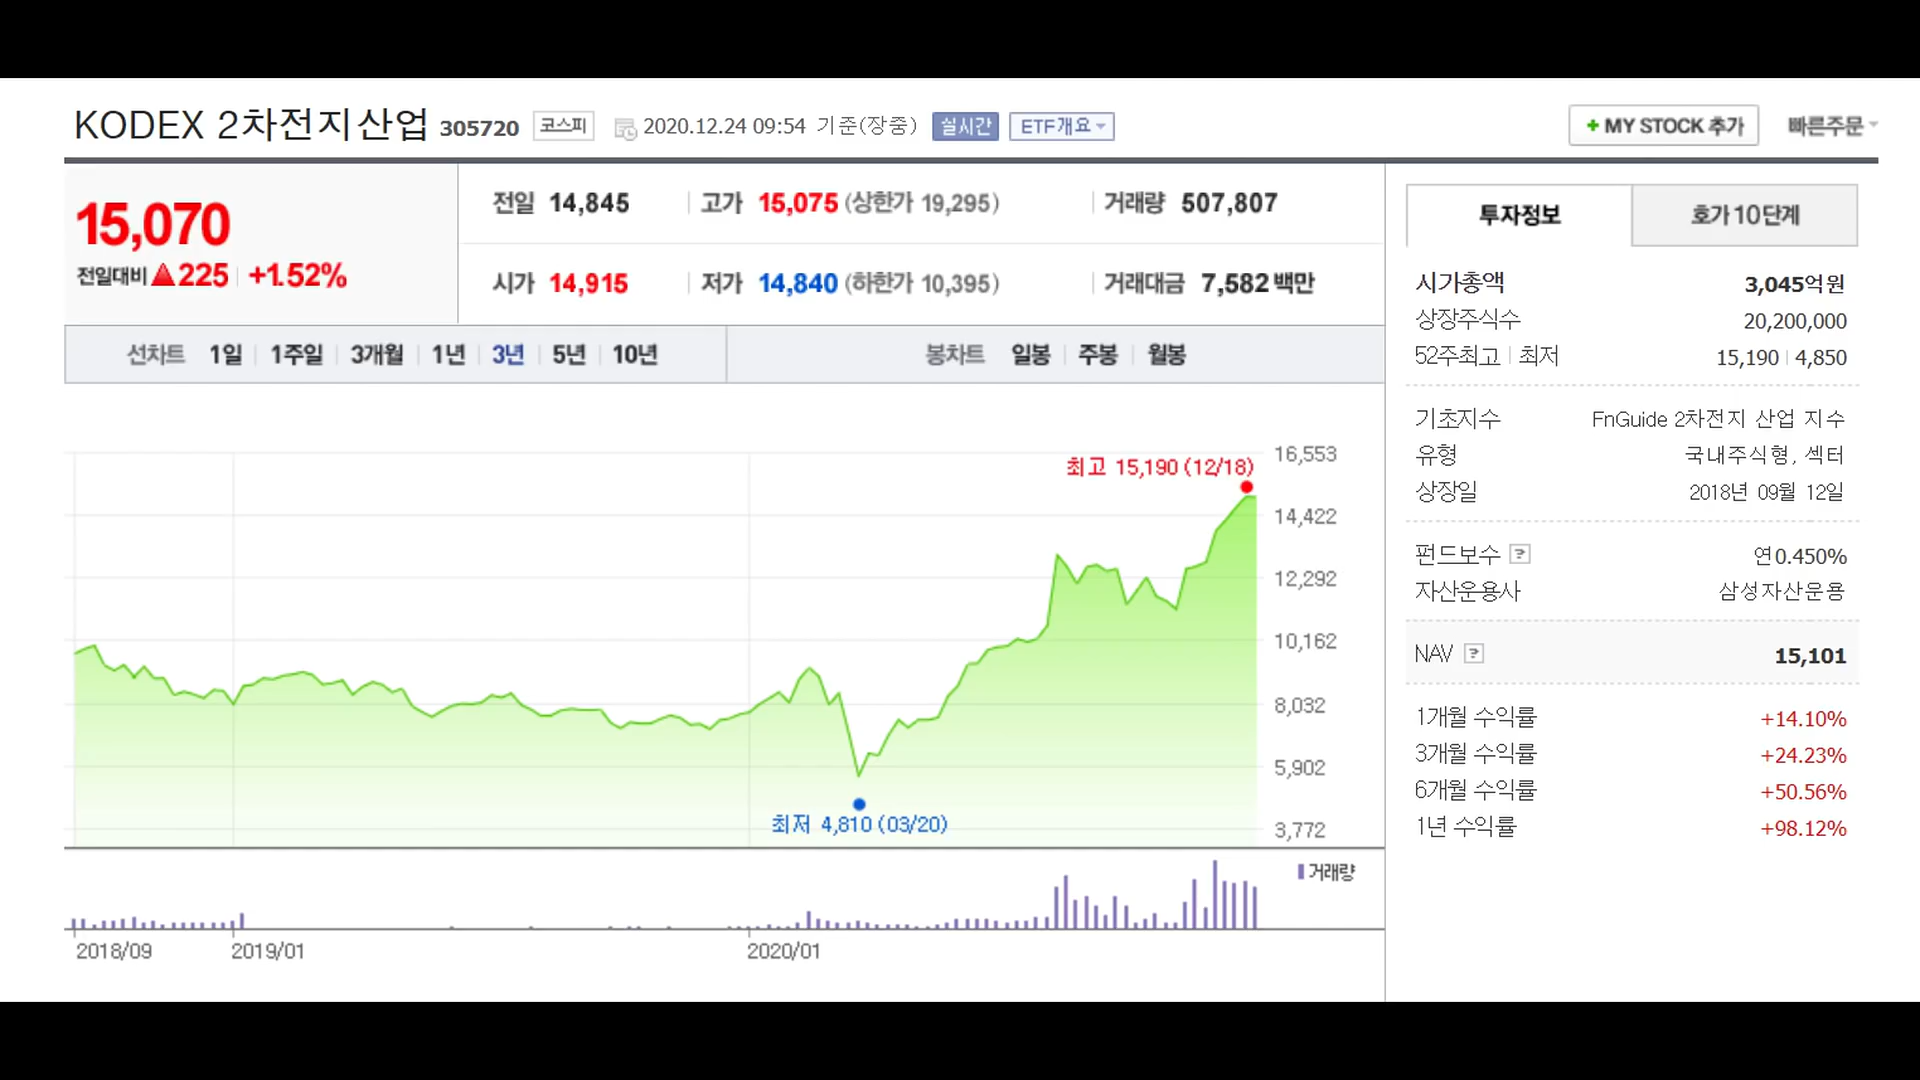 KODEX 2차전지산업 305720 코스피 2020.12.24 09:54 기준(장중) 실시간 ETF개요
+ MY STOCK 추가 빠른주문
15,070
전일대비 ▲225 +1.52%
전일 14,845 고가 15,075 (상한가 19,295) 거래량 507,807
시가 14,915 저가 14,840 (하한가 10,395) 거래대금 7,582 백만
선차트 1일 1주일 3개월 1년 3년 5년 10년 봉차트 일봉 주봉 월봉
최고 15,190 (12/18)
16,553
14,422
12,292
10,162
8,032
5,902
3,772
최저 4,810 (03/20)
거래량
2018/09 2019/01 2020/01
투자정보 호가 10단계
시가총액 3,045억원
상장주식수 20,200,000
52주최고 최저 15,190 4,850
기초지수 FnGuide 2차전지 산업 지수
유형 국내주식형, 섹터
상장일 2018년 09월 12일
펀드보수 ? 연0.450%
자산운용사 삼성자산운용
NAV ? 15,101
1개월 수익률 +14.10%
3개월 수익률 +24.23%
6개월 수익률 +50.56%
1년 수익률 +98.12%